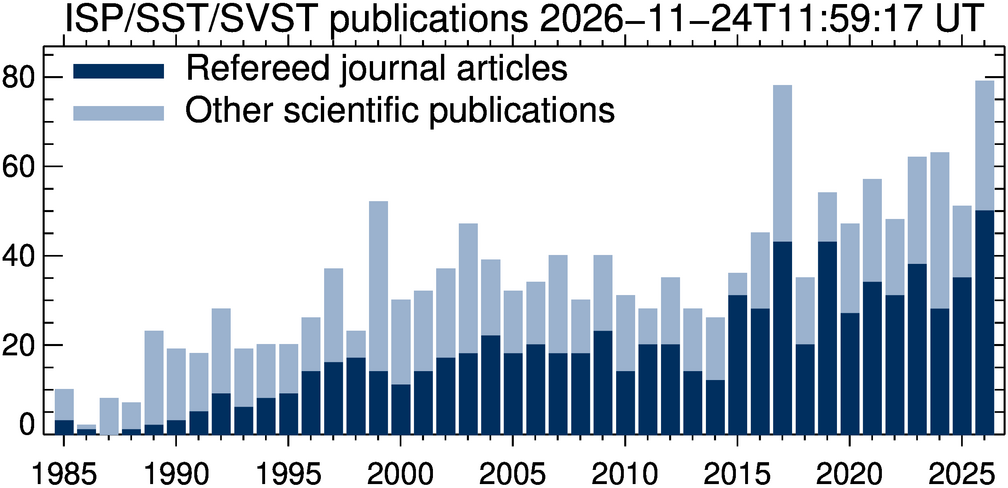 ISP/SST/SVST publications 2026−11−24T11:59:17 UT
Refereed journal articles
Other scientific publications
80
60
40
20
0
1985 1990 1995 2000 2005 2010 2015 2020 2025